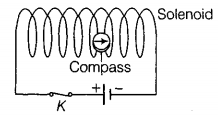 Solenoid
Compass
+ −
K